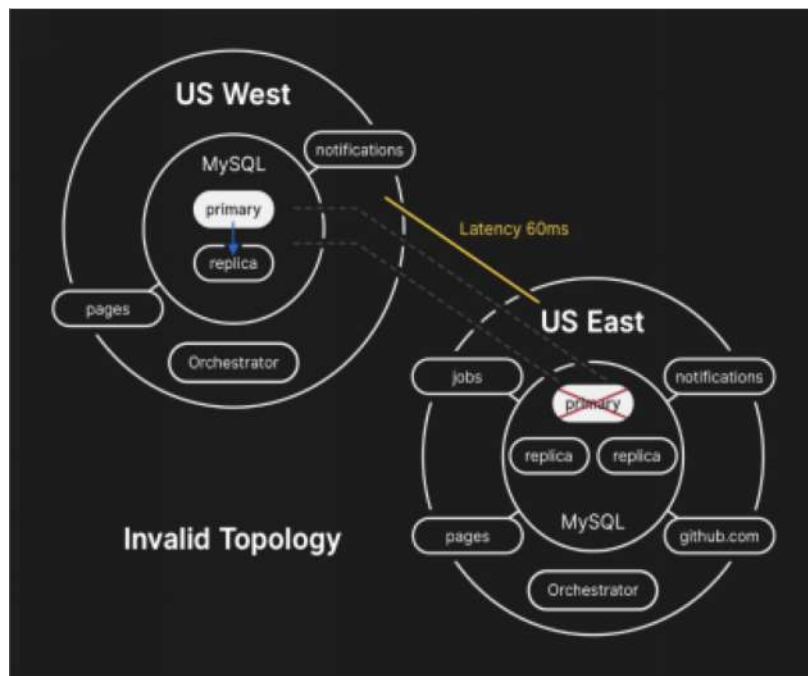 US West
MySQL
notifications
primary
replica
pages
Orchestrator
Latency 60ms
US East
jobs
notifications
primary
replica
replica
MySQL
pages
github.com
Orchestrator
Invalid Topology